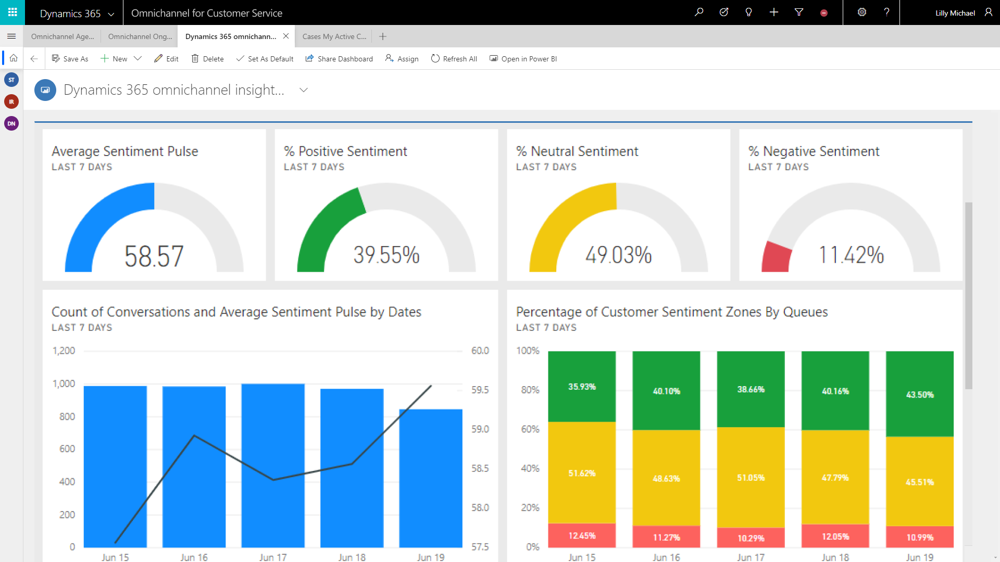 Dynamics 365
Omnichannel for Customer Service
Lilly Michael
Omnichannel Age...
Omnichannel Ong...
Dynamics 365 omnichann...
Cases My Active C...
Save As
New
Edit
Delete
Set As Default
Share Dashboard
Assign
Refresh All
Open in Power BI
ST
IR
DN
Dynamics 365 omnichannel insight...
Average Sentiment Pulse
LAST 7 DAYS
58.57
% Positive Sentiment
LAST 7 DAYS
39.55%
% Neutral Sentiment
LAST 7 DAYS
49.03%
% Negative Sentiment
LAST 7 DAYS
11.42%
Count of Conversations and Average Sentiment Pulse by Dates
LAST 7 DAYS
1,200
1,000
800
600
400
200
0
60.0
59.5
59.0
58.5
58.0
57.5
Jun 15
Jun 16
Jun 17
Jun 18
Jun 19
Percentage of Customer Sentiment Zones By Queues
LAST 7 DAYS
100%
80%
60%
40%
20%
0%
35.93%
40.10%
38.66%
40.16%
43.50%
51.62%
48.63%
51.05%
47.79%
45.51%
12.45%
11.27%
10.29%
12.05%
10.99%
Jun 15
Jun 16
Jun 17
Jun 18
Jun 19